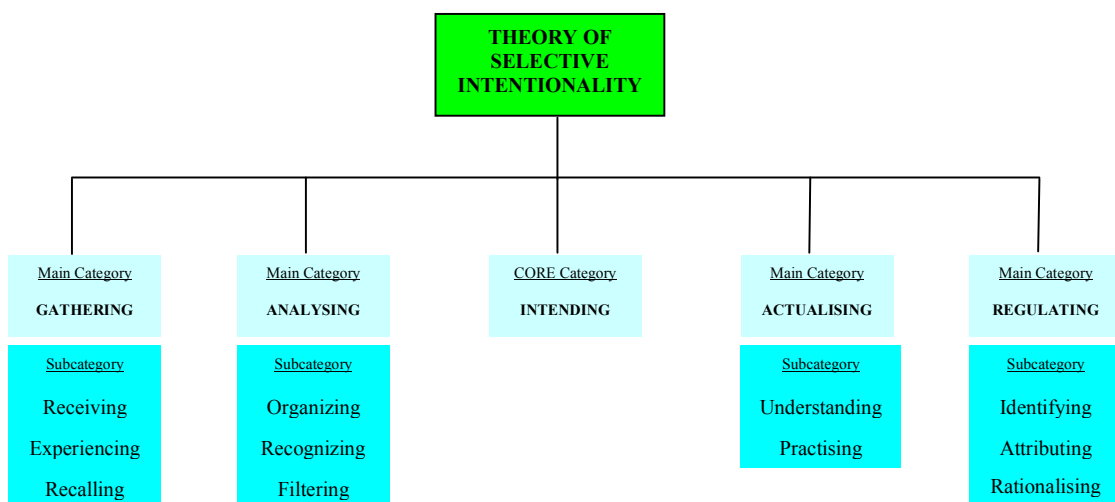 THEORY OF
SELECTIVE
INTENTIONALITY
Main Category
GATHERING
Main Category
ANALYSING
CORE Category
INTENDING
Main Category
ACTUALISING
Main Category
REGULATING
Subcategory
Receiving
Experiencing
Recalling
Subcategory
Organizing
Recognizing
Filtering
Subcategory
Understanding
Practising
Subcategory
Identifying
Attributing
Rationalising